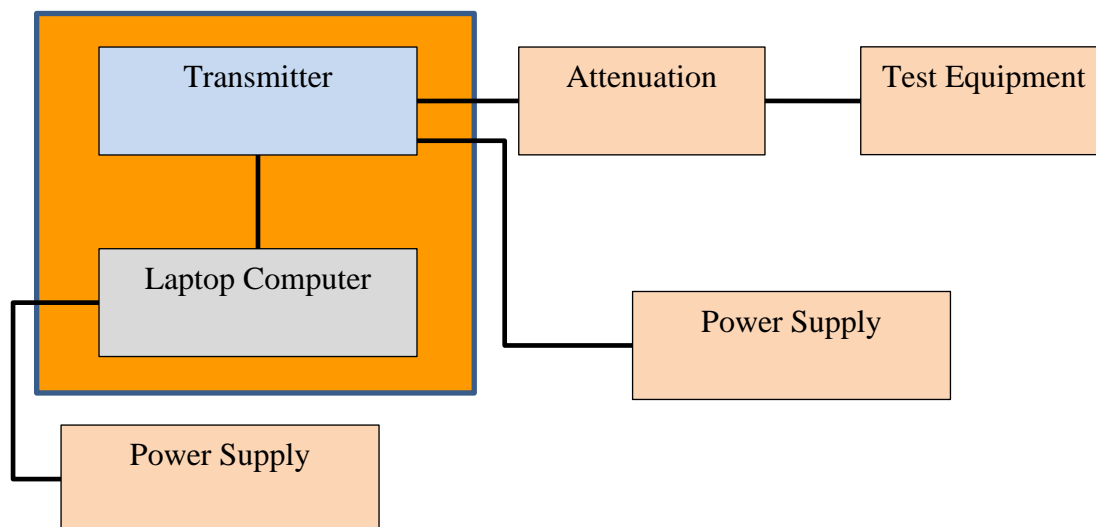 Transmitter
Attenuation
Test Equipment
Laptop Computer
Power Supply
Power Supply